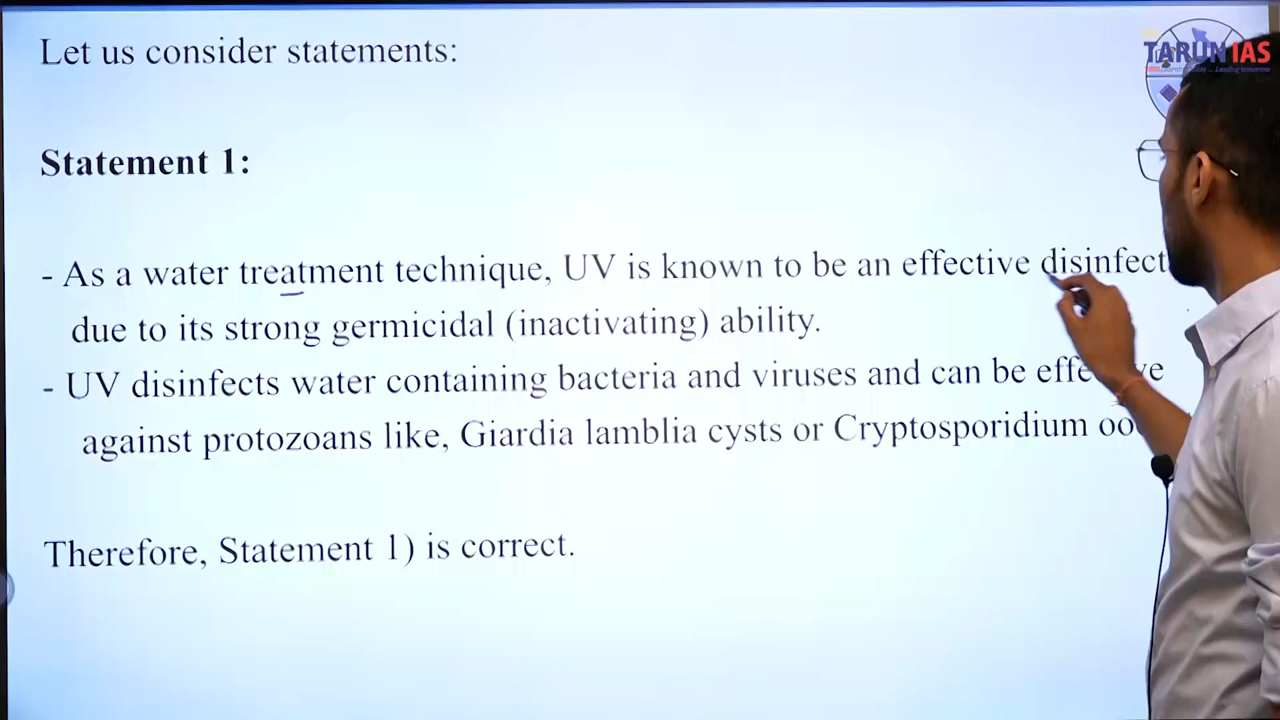 Let us consider statements:
TARUN IAS
Statement 1:
- As a water treatment technique, UV is known to be an effective
due to its strong germicidal (inactivating) ability.
- UV disinfects water containing bacteria and viruses and can be
against protozoans like, Giardia lamblia cysts or Cryptosporidium
Therefore, Statement 1) is correct.